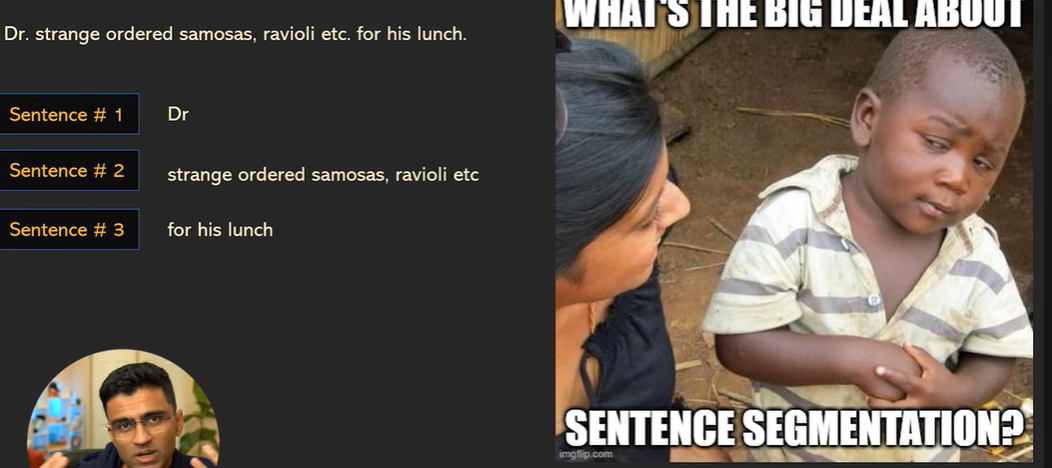 Dr. strange ordered samosas, ravioli etc. for his lunch.
Sentence # 1 Dr
Sentence # 2 strange ordered samosas, ravioli etc
Sentence # 3 for his lunch
WHAT'S THE BIG DEAL ABOUT
SENTENCE SEGMENTATION?
imgflip.com